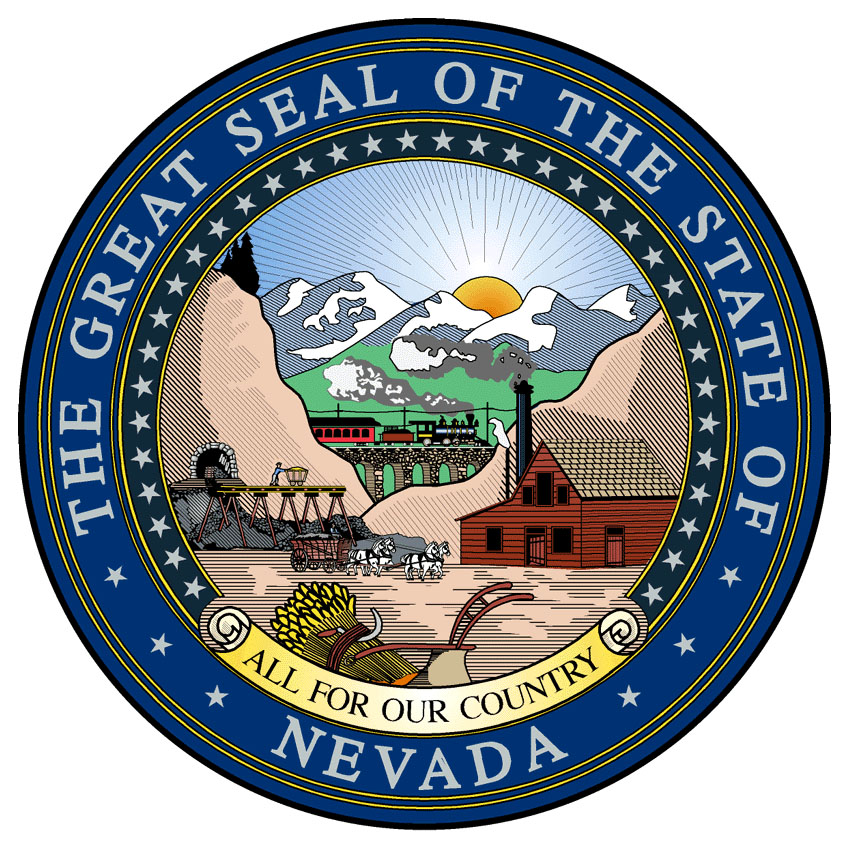 THE GREAT SEAL OF THE STATE OF
NEVADA
ALL FOR OUR COUNTRY